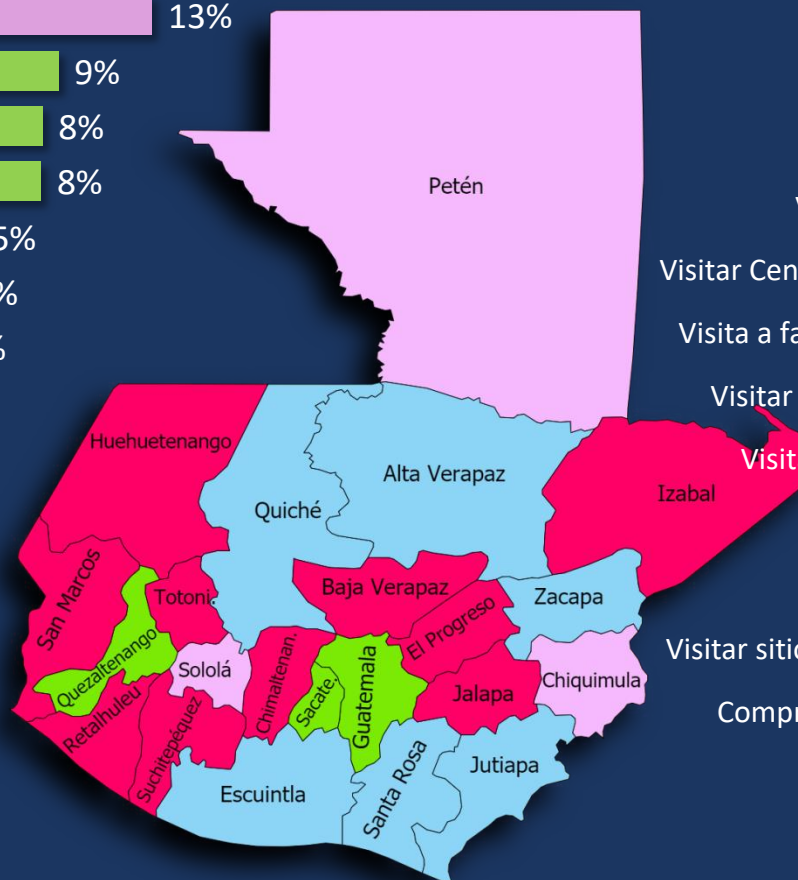 13%
9%
8%
8%
5%
%
%
Petén
V
Visitar Cen
Visita a fa
Visitar
Visit
Huehuetenango
Alta Verapaz
Quiché
Izabal
San Marcos
Totoni.
Baja Verapaz
El Progreso
Zacapa
Quezaltenango
Sololá
Chimaltenan.
Sacate.
Guatemala
Jalapa
Chiquimula
Visitar sitio
Compr
Retalhuleu
Suchitepéquez
Escuintla
Santa Rosa
Jutiapa